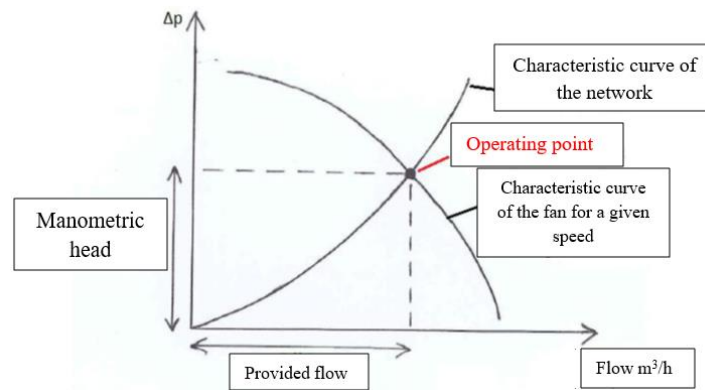 Δp
Characteristic curve of
the network
Operating point
Characteristic curve
of the fan for a given
speed
Manometric
head
Provided flow
Flow m³/h